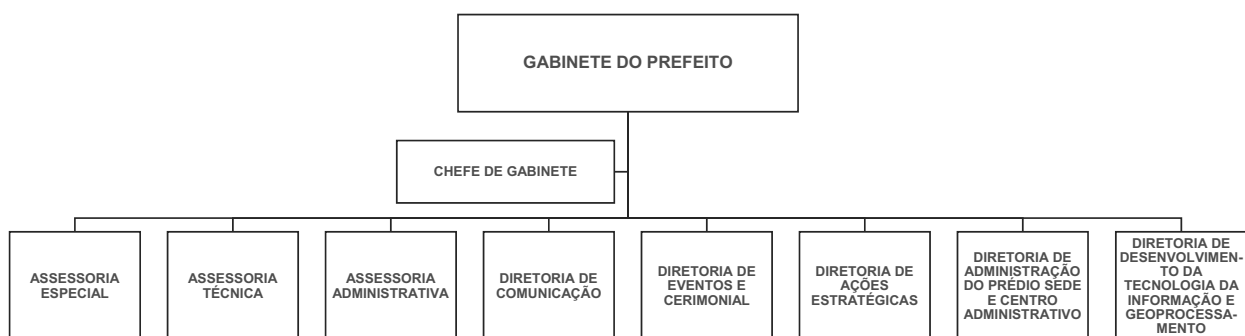 GABINETE DO PREFEITO
CHEFE DE GABINETE
ASSESSORIA
ESPECIAL
ASSESSORIA
TÉCNICA
ASSESSORIA
ADMINISTRATIVA
DIRETORIA DE
COMUNICAÇÃO
DIRETORIA DE
EVENTOS E
CERIMONIAL
DIRETORIA DE
AÇÕES
ESTRATÉGICAS
DIRETORIA DE
ADMINISTRAÇÃO
DO PRÉDIO SEDE
E CENTRO
ADMINISTRATIVO
DIRETORIA DE
DESENVOLVIMEN-
TO DA
TECNOLOGIA DA
INFORMAÇÃO E
GEOPROCESSA-
MENTO